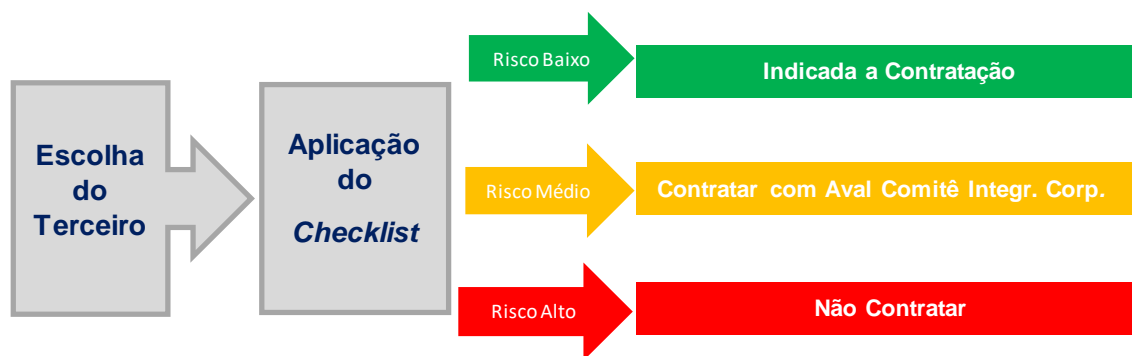 Escolha
do
Terceiro
Aplicação
do
Checklist
Risco Baixo
Indicada a Contratação
Risco Médio
Contratar com Aval Comitê Integr. Corp.
Risco Alto
Não Contratar